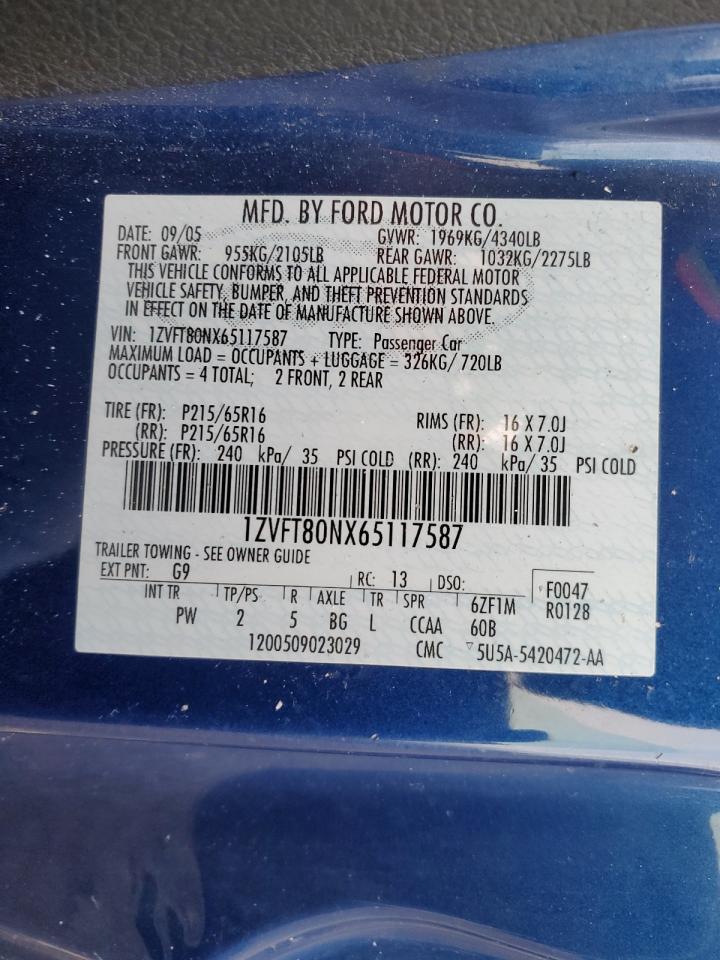 MFD. BY FORD MOTOR CO.
DATE: 09/05 GVWR: 1969KG/4340LB
FRONT GAWR: 955KG/2105LB REAR GAWR: 1032KG/2275LB
THIS VEHICLE CONFORMS TO ALL APPLICABLE FEDERAL MOTOR
VEHICLE SAFETY, BUMPER, AND THEFT PREVENTION STANDARDS
IN EFFECT ON THE DATE OF MANUFACTURE SHOWN ABOVE.
VIN: 1ZVFT80NX65117587 TYPE: Passenger Car
MAXIMUM LOAD = OCCUPANTS + LUGGAGE = 326KG/ 720LB
OCCUPANTS = 4 TOTAL; 2 FRONT, 2 REAR
TIRE (FR): P215/65R16 RIMS (FR): 16 X 7.0J
(RR): P215/65R16 (RR): 16 X 7.0J
PRESSURE (FR): 240 kPa/ 35 PSI COLD (RR): 240 kPa/ 35 PSI COLD
1ZVFT80NX65117587
TRAILER TOWING - SEE OWNER GUIDE
EXT PNT: G9 RC: 13 DSO: F0047
INT TR TP/PS R AXLE TR SPR 6ZF1M R0128
PW 2 5 BG L CCAA 60B
1200509023029 CMC 5U5A-5420472-AA